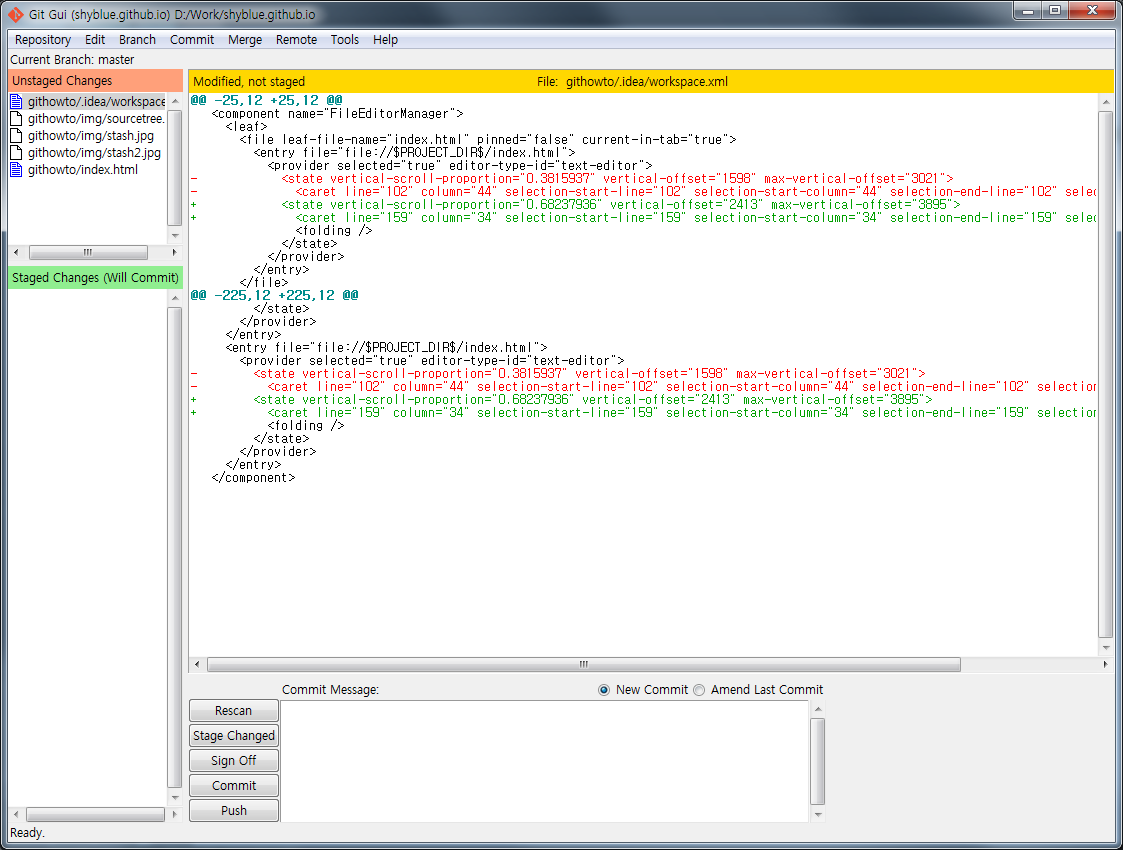 Git Gui (shyblue.github.io) D:/Work/shyblue.github.io
Repository Edit Branch Commit Merge Remote Tools Help
Current Branch: master
Unstaged Changes
githowto/.idea/workspace
githowto/img/sourcetree.
githowto/img/stash.jpg
githowto/img/stash2.jpg
githowto/index.html
Staged Changes (Will Commit)
Modified, not staged File: githowto/.idea/workspace.xml
@@ -25,12 +25,12 @@
<component name="FileEditorManager">
<leaf>
<file leaf-file-name="index.html" pinned="false" current-in-tab="true">
<entry file="file://$PROJECT_DIR$/index.html">
<provider selected="true" editor-type-id="text-editor">
- <state vertical-scroll-proportion="0.3815937" vertical-offset="1598" max-vertical-offset="3021">
- <caret line="102" column="44" selection-start-line="102" selection-start-column="44" selection-end-line="102" selec
+ <state vertical-scroll-proportion="0.68237936" vertical-offset="2413" max-vertical-offset="3895">
+ <caret line="159" column="34" selection-start-line="159" selection-start-column="34" selection-end-line="159" selec
<folding />
</state>
</provider>
</entry>
</file>
@@ -225,12 +225,12 @@
</state>
</provider>
</entry>
<entry file="file://$PROJECT_DIR$/index.html">
<provider selected="true" editor-type-id="text-editor">
- <state vertical-scroll-proportion="0.3815937" vertical-offset="1598" max-vertical-offset="3021">
- <caret line="102" column="44" selection-start-line="102" selection-start-column="44" selection-end-line="102" selection
+ <state vertical-scroll-proportion="0.68237936" vertical-offset="2413" max-vertical-offset="3895">
+ <caret line="159" column="34" selection-start-line="159" selection-start-column="34" selection-end-line="159" selection
<folding />
</state>
</provider>
</entry>
</component>
Commit Message: New Commit Amend Last Commit
Rescan
Stage Changed
Sign Off
Commit
Push
Ready.